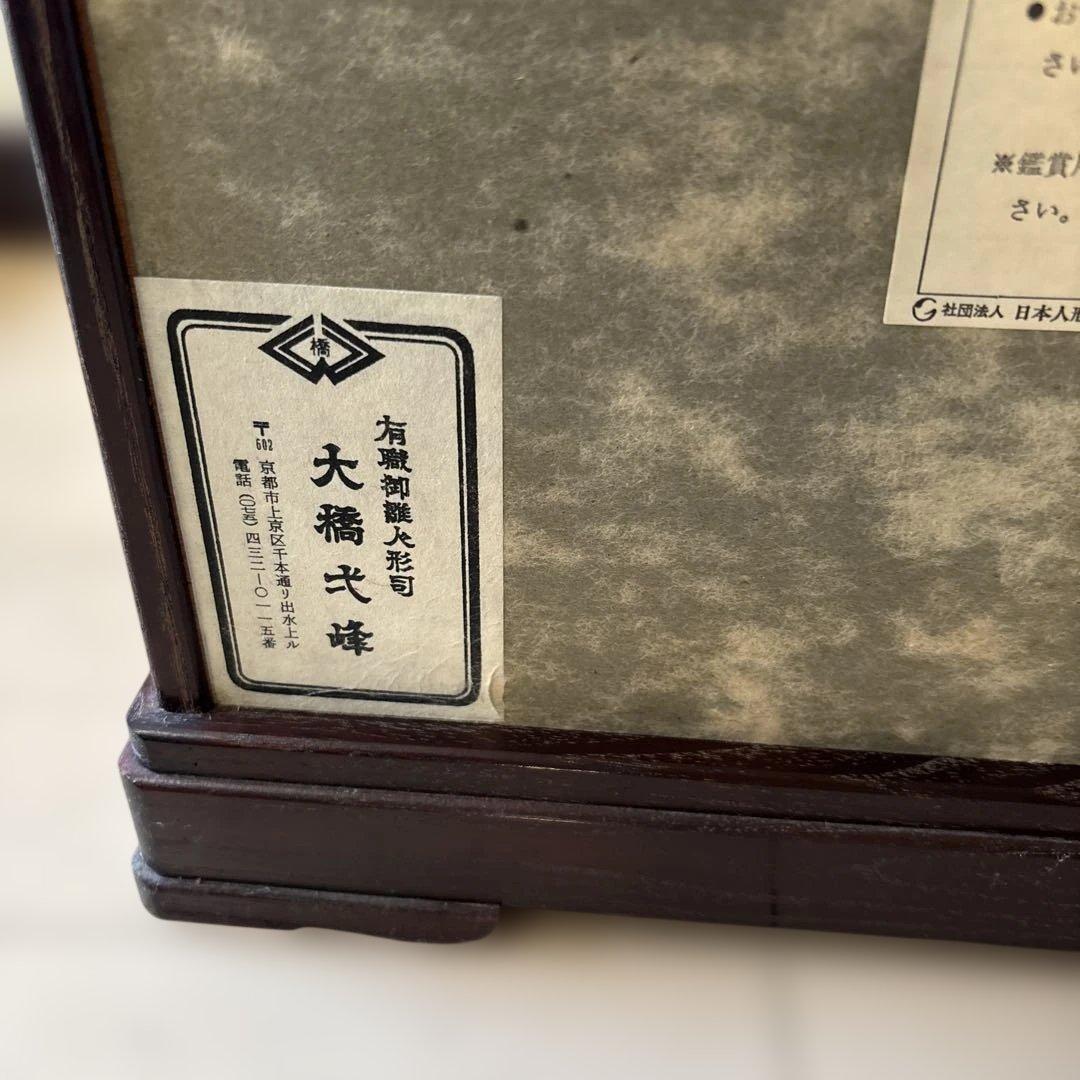 橋
有職御雛人形司
大橋弌峰
〒602 京都市上京区千本通り出水上ル
電話(〇七五)四三二―〇一一五番
●お
さい
※鑑賞
さい。
社団法人 日本人形